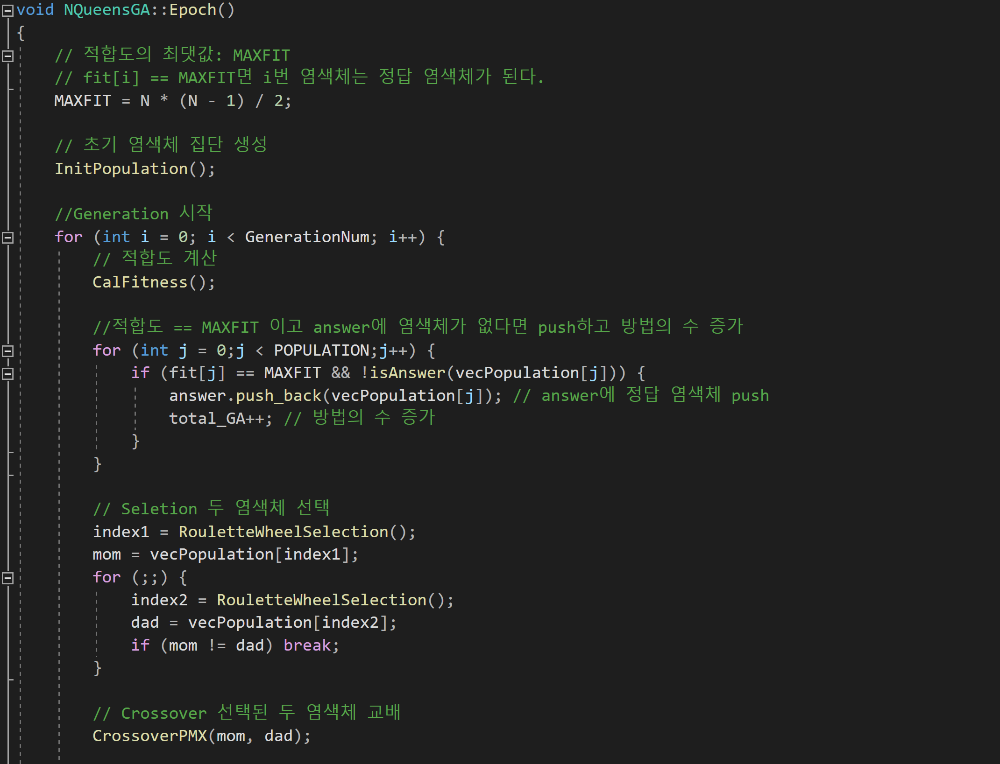 void NQueensGA::Epoch()
{
// 적합도의 최댓값: MAXFIT
// fit[i] == MAXFIT면 i번 염색체는 정답 염색체가 된다.
MAXFIT = N * (N - 1) / 2;
// 초기 염색체 집단 생성
InitPopulation();
//Generation 시작
for (int i = 0; i < GenerationNum; i++) {
// 적합도 계산
CalFitness();
//적합도 == MAXFIT 이고 answer에 염색체가 없다면 push하고 방법의 수 증가
for (int j = 0;j < POPULATION;j++) {
if (fit[j] == MAXFIT && !isAnswer(vecPopulation[j])) {
answer.push_back(vecPopulation[j]); // answer에 정답 염색체 push
total_GA++; // 방법의 수 증가
}
}
// Seletion 두 염색체 선택
index1 = RouletteWheelSelection();
mom = vecPopulation[index1];
for (;;) {
index2 = RouletteWheelSelection();
dad = vecPopulation[index2];
if (mom != dad) break;
}
// Crossover 선택된 두 염색체 교배
CrossoverPMX(mom, dad);